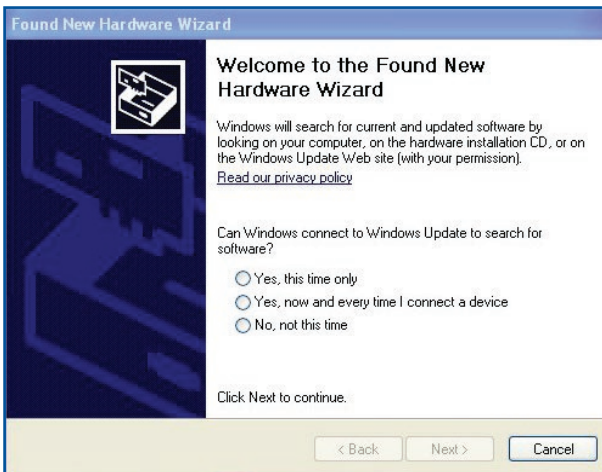 Found New Hardware Wizard
Welcome to the Found New
Hardware Wizard
Windows will search for current and updated software by
looking on your computer, on the hardware installation CD, or on
the Windows Update Web site (with your permission).
Read our privacy policy
Can Windows connect to Windows Update to search for
software?
Yes, this time only
Yes, now and every time I connect a device
No, not this time
Click Next to continue.
< Back
Next >
Cancel